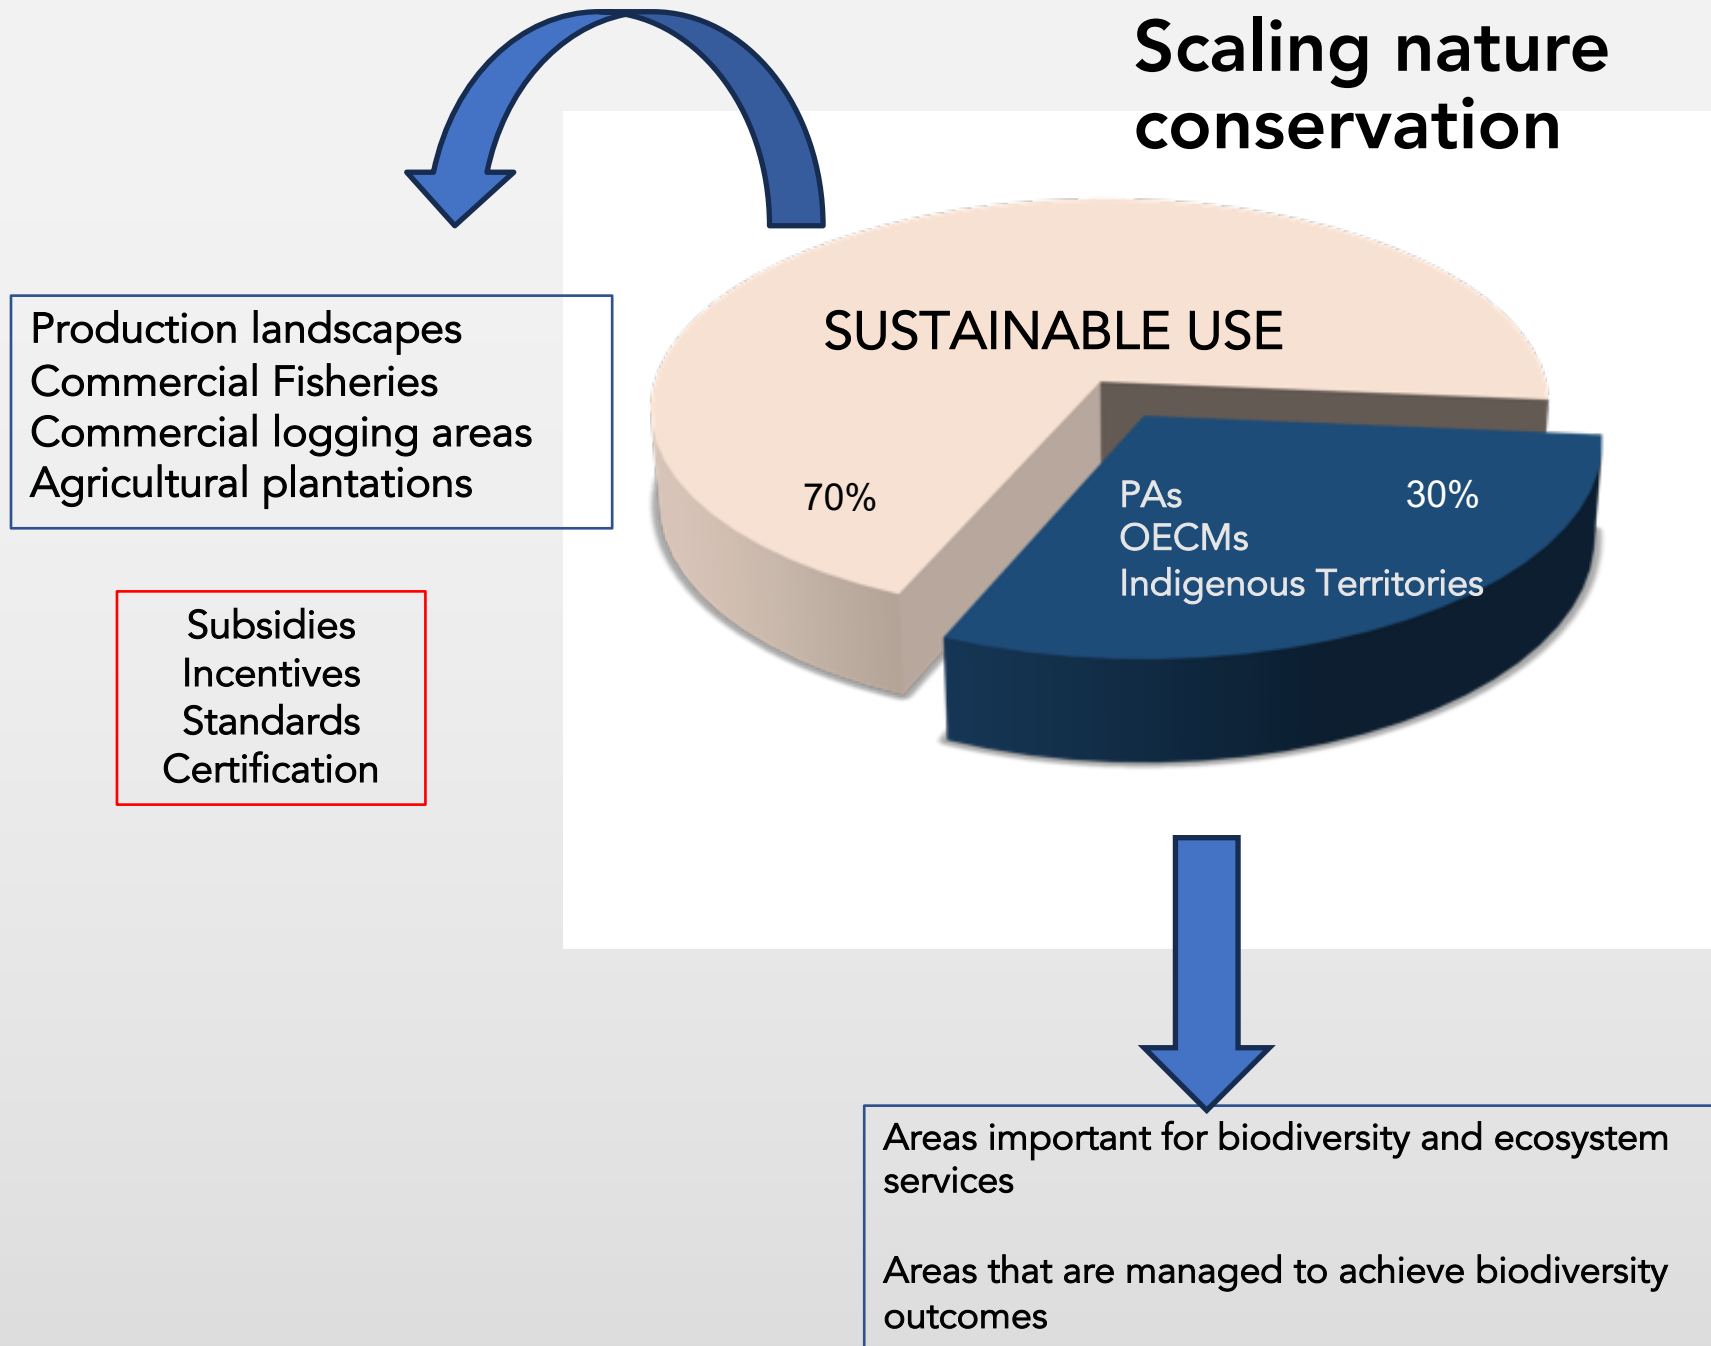 Scaling nature
conservation
Production landscapes
Commercial Fisheries
Commercial logging areas
Agricultural plantations
Subsidies
Incentives
Standards
Certification
SUSTAINABLE USE
70%
PAs
30%
OECMs
Indigenous Territories
Areas important for biodiversity and ecosystem
services
Areas that are managed to achieve biodiversity
outcomes